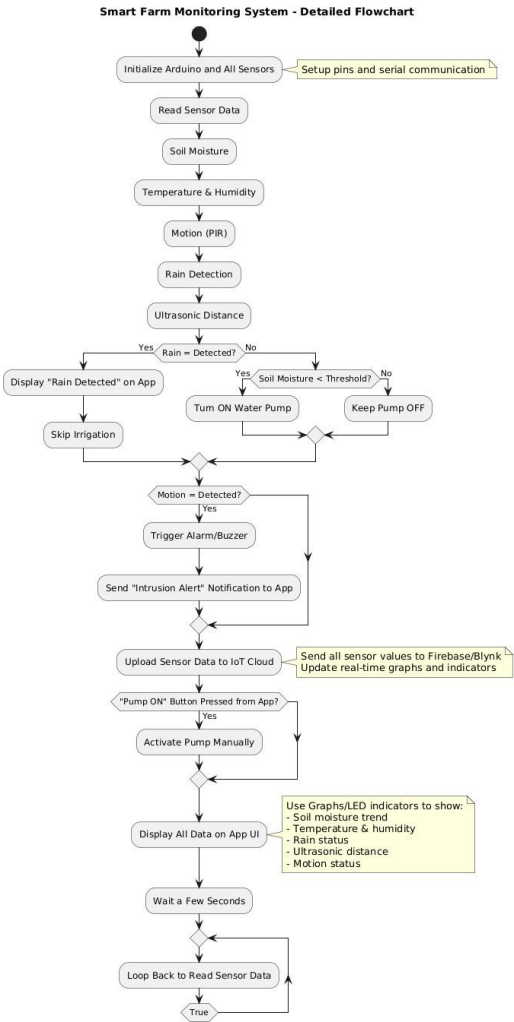 Smart Farm Monitoring System - Detailed Flowchart
Initialize Arduino and All Sensors
Setup pins and serial communication
Read Sensor Data
Soil Moisture
Temperature & Humidity
Motion (PIR)
Rain Detection
Ultrasonic Distance
Yes
Rain = Detected?
No
Display "Rain Detected" on App
Skip Irrigation
Yes
Soil Moisture < Threshold?
No
Turn ON Water Pump
Keep Pump OFF
Motion = Detected?
Yes
Trigger Alarm/Buzzer
Send "Intrusion Alert" Notification to App
Upload Sensor Data to IoT Cloud
Send all sensor values to Firebase/Blynk
Update real-time graphs and indicators
"Pump ON" Button Pressed from App?
Yes
Activate Pump Manually
Display All Data on App UI
Use Graphs/LED indicators to show:
- Soil moisture trend
- Temperature & humidity
- Rain status
- Ultrasonic distance
- Motion status
Wait a Few Seconds
Loop Back to Read Sensor Data
True